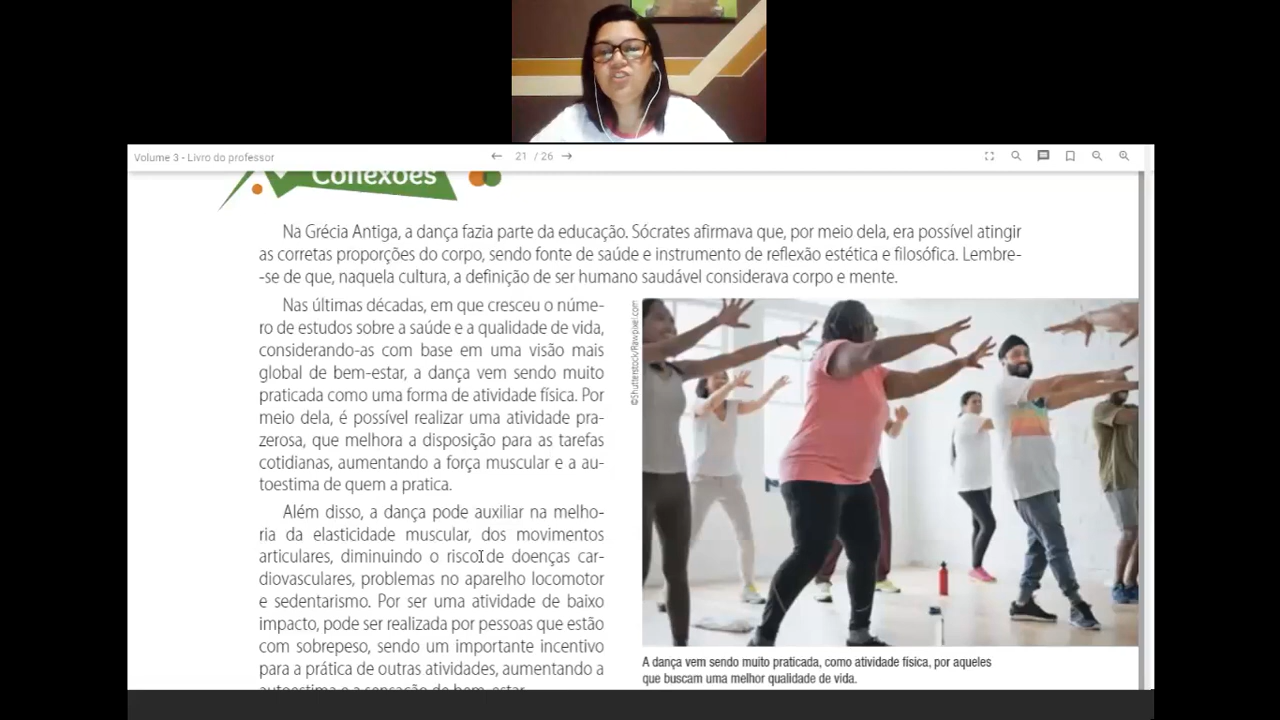 Volume 3 - Livro do professor
21 / 26
Conexões
Na Grécia Antiga, a dança fazia parte da educação. Sócrates afirmava que, por meio dela, era possível atingir
as corretas proporções do corpo, sendo fonte de saúde e instrumento de reflexão estética e filosófica. Lembre-
-se de que, naquela cultura, a definição de ser humano saudável considerava corpo e mente.
Nas últimas décadas, em que cresceu o núme-
ro de estudos sobre a saúde e a qualidade de vida,
considerando-as com base em uma visão mais
global de bem-estar, a dança vem sendo muito
praticada como uma forma de atividade física. Por
meio dela, é possível realizar uma atividade pra-
zerosa, que melhora a disposição para as tarefas
cotidianas, aumentando a força muscular e a au-
toestima de quem a pratica.
Além disso, a dança pode auxiliar na melho-
ria da elasticidade muscular, dos movimentos
articulares, diminuindo o risco de doenças car-
diovasculares, problemas no aparelho locomotor
e sedentarismo. Por ser uma atividade de baixo
impacto, pode ser realizada por pessoas que estão
com sobrepeso, sendo um importante incentivo
para a prática de outras atividades, aumentando a
autoestima e a sensação de bem-estar.
©Shutterstock/Rawpixel.com
A dança vem sendo muito praticada, como atividade física, por aqueles
que buscam uma melhor qualidade de vida.